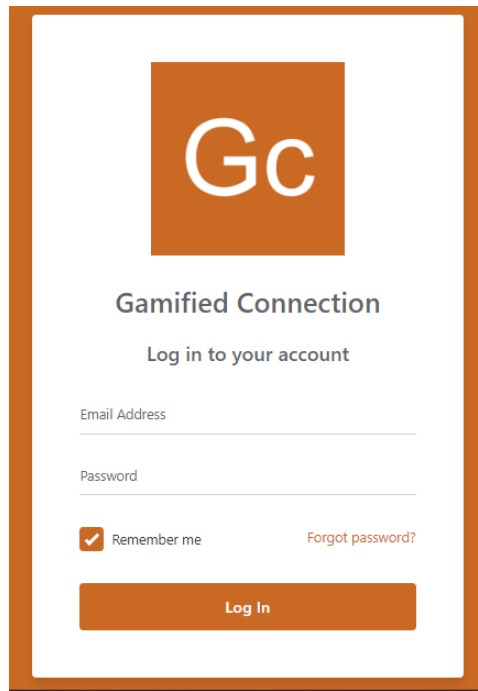 Gc
Gamified Connection
Log in to your account
Email Address
Password
Remember me Forgot password?
Log In